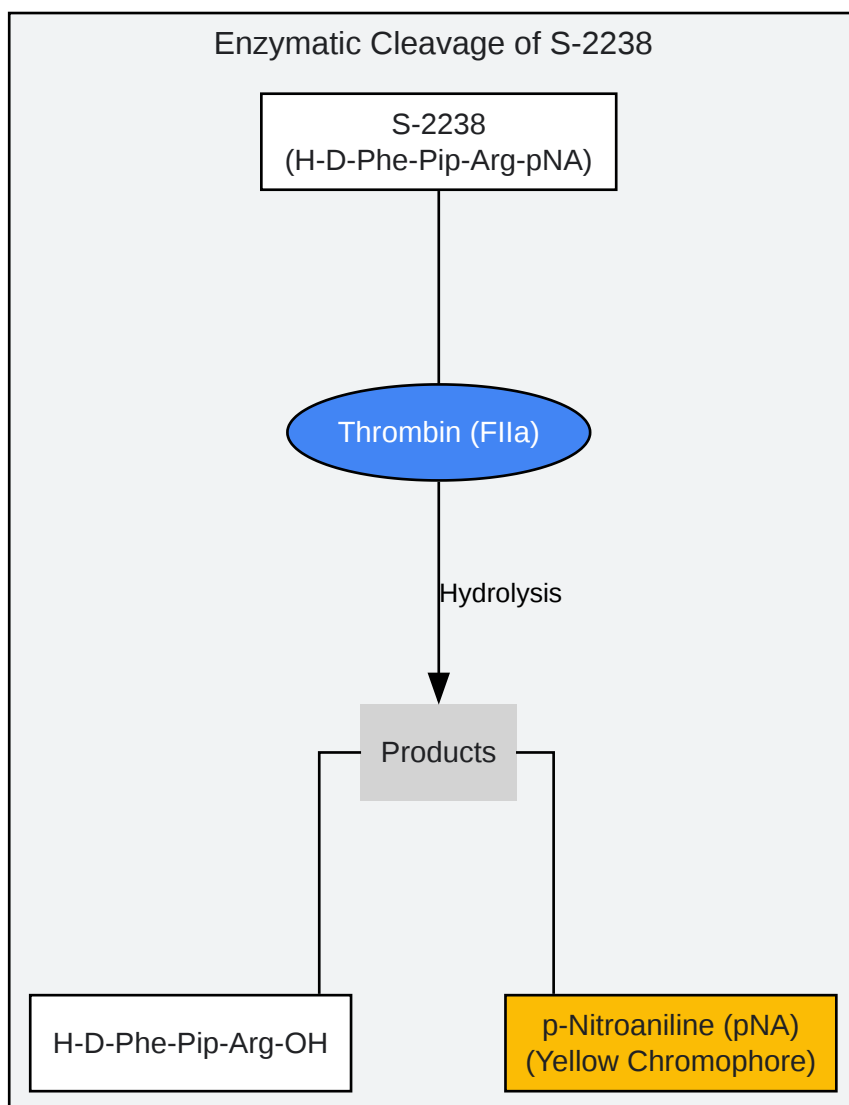 Enzymatic Cleavage of S-2238
S-2238
(H-D-Phe-Pip-Arg-pNA)
Thrombin (FIIa)
Hydrolysis
Products
H-D-Phe-Pip-Arg-OH
p-Nitroaniline (pNA)
(Yellow Chromophore)